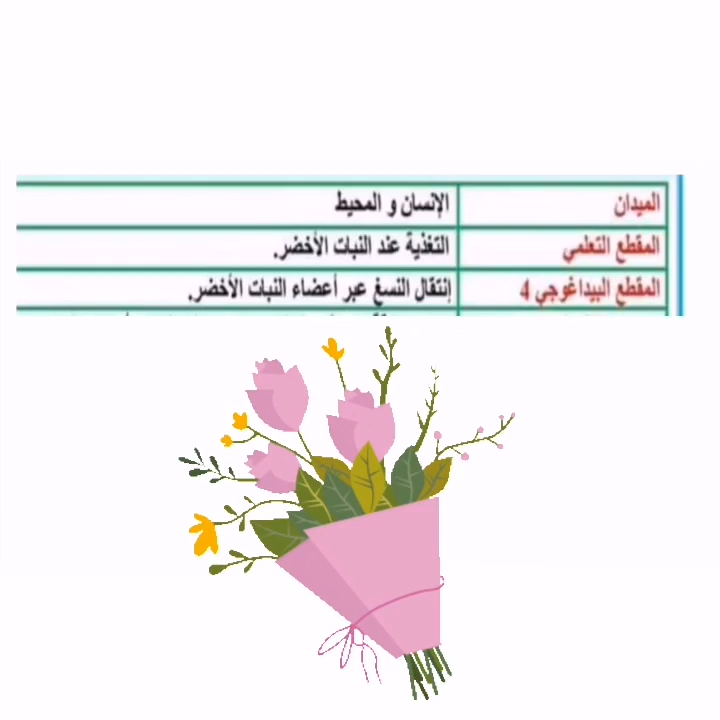 الميدان الإنسان و المحيط
المقطع التعلمي التغذية عند النبات الأخضر.
المقطع البيداغوجي 4 إنتقال النسغ عبر أعضاء النبات الأخضر.